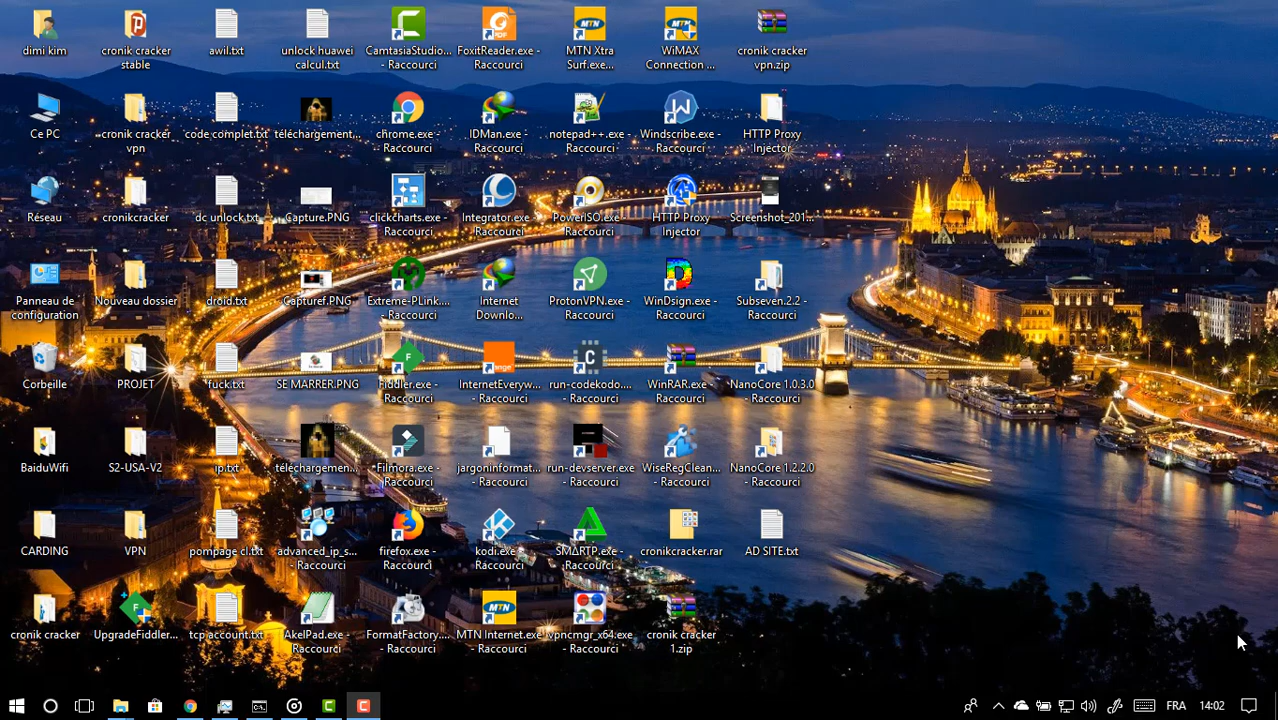 dimi kim
cronik cracker
stable
awil.txt
unlock huawei
calcul.txt
CamtasiaStudio...
- Raccourci
FoxitReader.exe -
Raccourci
MTN Xtra
Surf.exe...
WiMAX
Connection ...
cronik cracker
vpn.zip
Ce PC
cronik cracker
vpn
code complet.txt
téléchargement...
chrome.exe -
Raccourci
IDMan.exe -
Raccourci
notepad++.exe -
Raccourci
Windscribe.exe -
Raccourci
HTTP Proxy
Injector
Réseau
cronikcracker
dc unlock.txt
Capture.PNG
clickcharts.exe -
Raccourci
Integrator.exe -
Raccourci
PowerISO.exe -
Raccourci
HTTP Proxy
Injector
Screenshot_201...
Panneau de
configuration
Nouveau dossier
droid.txt
Capturef.PNG
Extreme-PLink....
- Raccourci
Internet
Downlo...
ProtonVPN.exe -
Raccourci
WinDsign.exe -
Raccourci
Subseven.2.2 -
Raccourci
Corbeille
PROJET
fuck.txt
SE MARRER.PNG
Fiddler.exe -
Raccourci
InternetEveryw...
- Raccourci
run-codekodo....
- Raccourci
WinRAR.exe -
Raccourci
NanoCore 1.0.3.0
- Raccourci
BaiduWifi
S2-USA-V2
ip.txt
téléchargemen...
Filmora.exe -
Raccourci
jargoninformat...
- Raccourci
run-devserver.exe
- Raccourci
WiseRegClean...
- Raccourci
NanoCore 1.2.2.0
- Raccourci
CARDING
VPN
pompage cl.txt
advanced_ip_s...
- Raccourci
firefox.exe -
Raccourci
kodi.exe -
Raccourci
SMARTP.exe -
Raccourci
cronikcracker.rar
AD SITE.txt
cronik cracker
UpgradeFiddler...
tcp account.txt
AkelPad.exe -
Raccourci
FormatFactory....
- Raccourci
MTN Internet.exe
- Raccourci
vpncmgr_x64.exe
- Raccourci
cronik cracker
1.zip
FRA
14:02